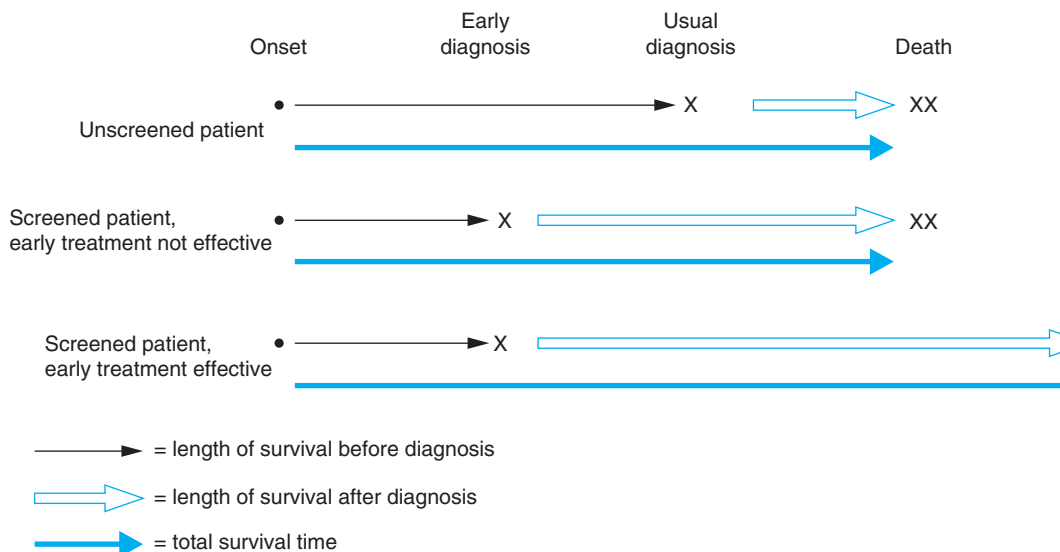 Onset
Early
diagnosis
Usual
diagnosis
Death
Unscreened patient
X
XX
Screened patient,
early treatment not effective
X
XX
Screened patient,
early treatment effective
X
= length of survival before diagnosis
= length of survival after diagnosis
= total survival time